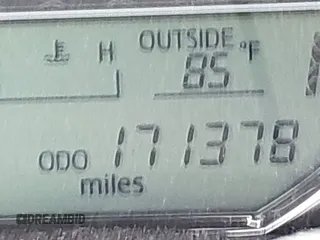 H OUTSIDE °F
85
ODO 171378
miles
DREAMBID